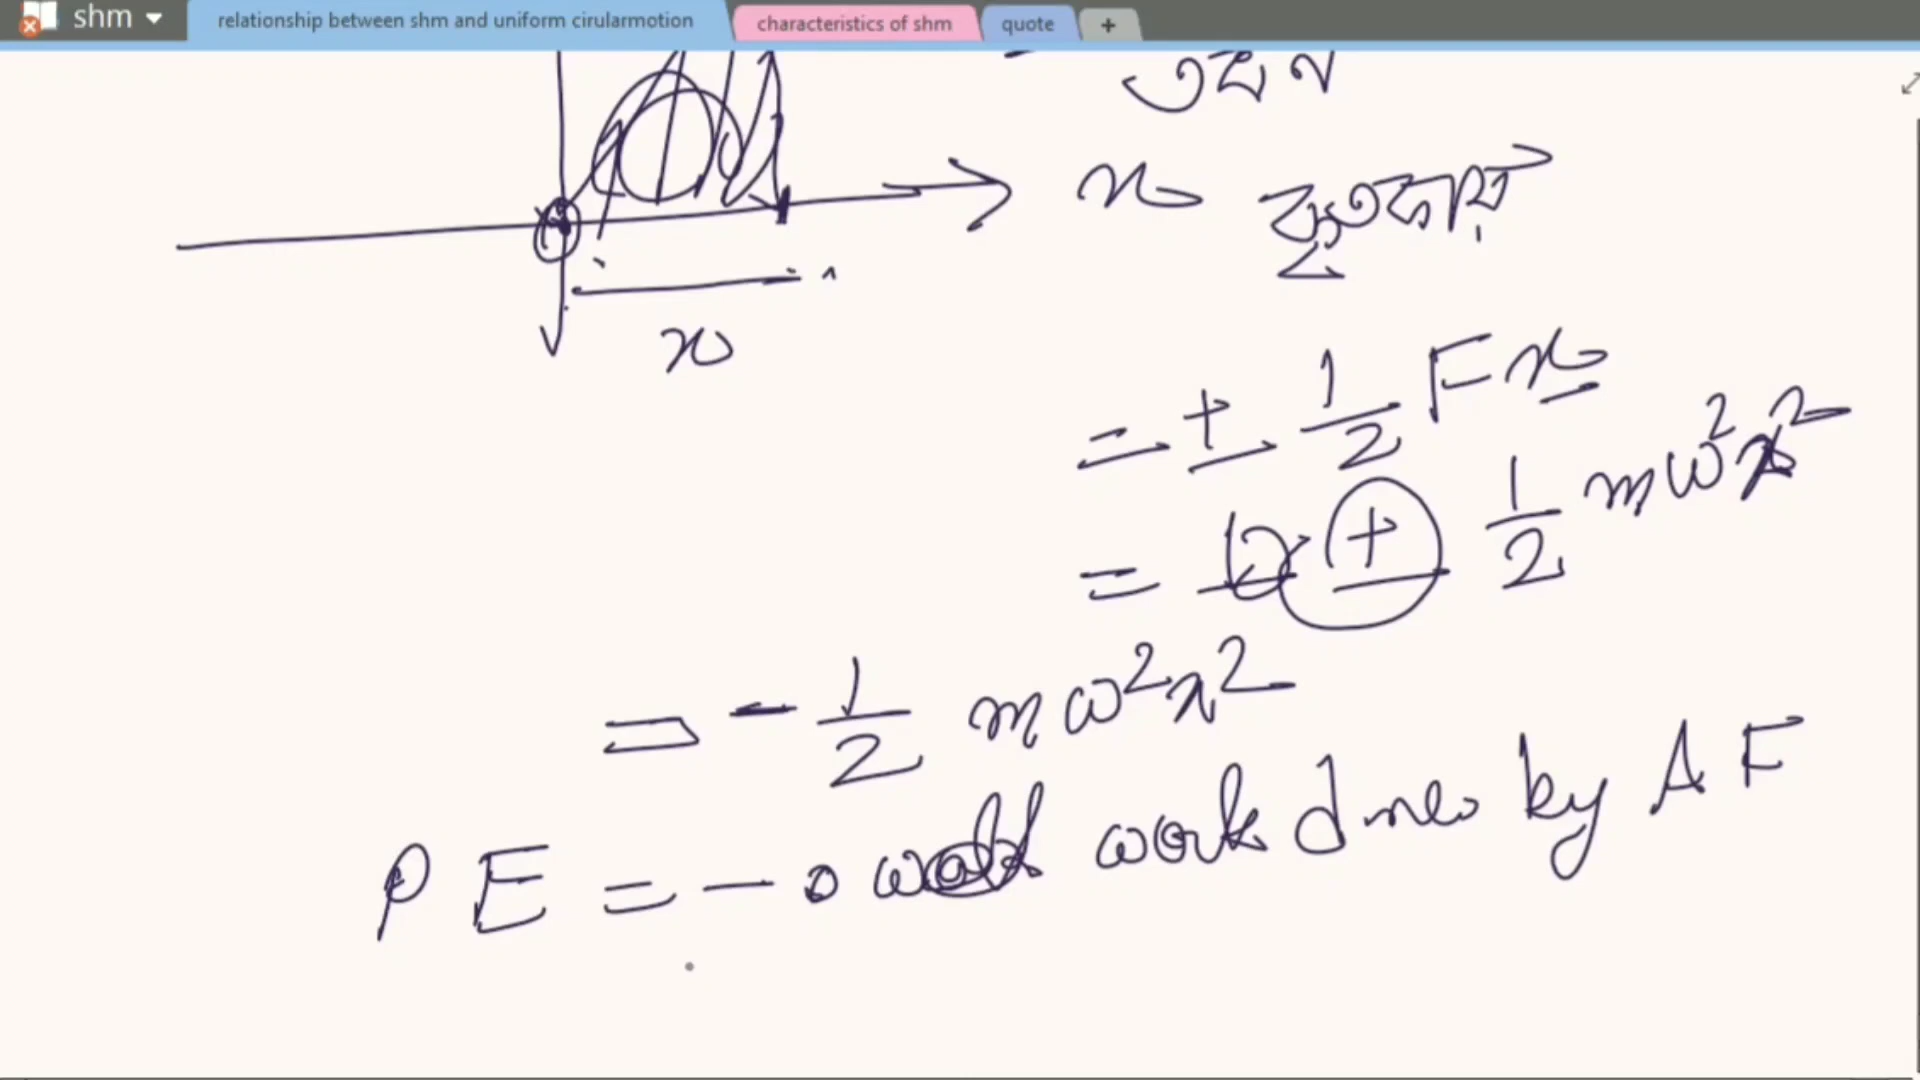 shm
relationship between shm and uniform cirularmotion
characteristics of shm
quote
+
x
x
= + 1/2 Fx
= + 1/2 mω²x²
= - 1/2 mω²x²
PE = - work done by AF